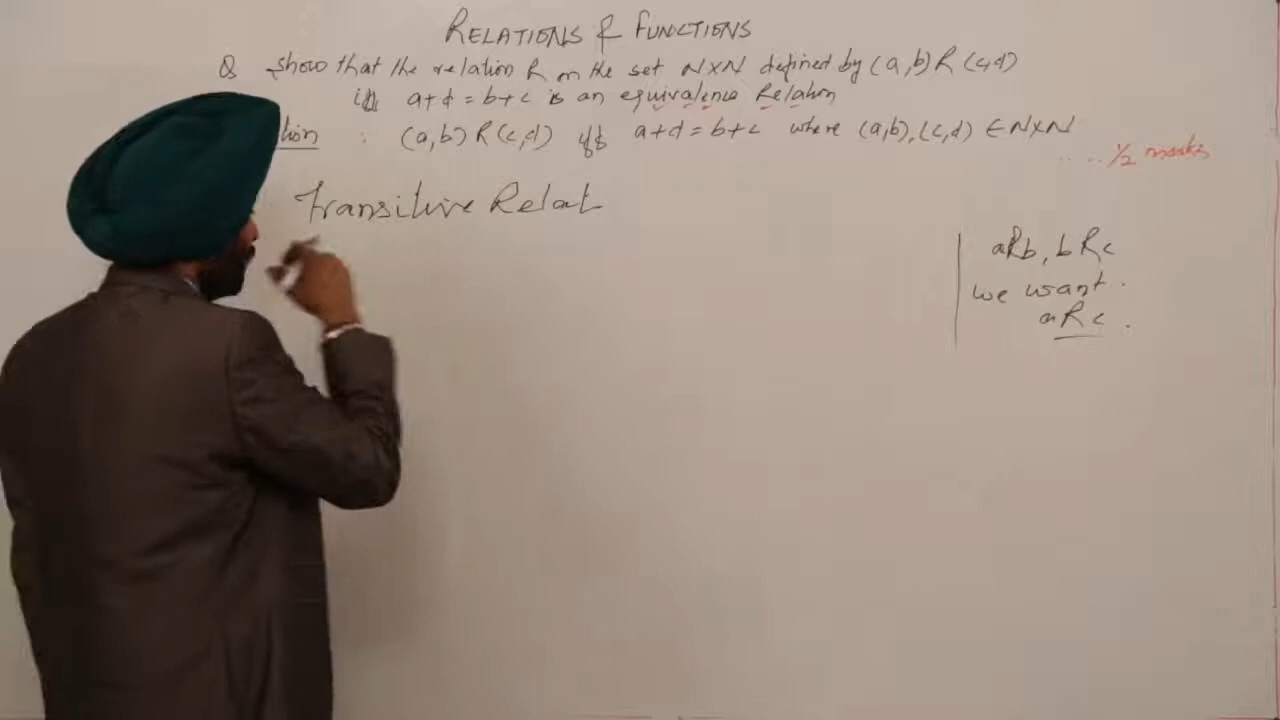 RELATIONS & FUNCTIONS
Q show that the relation R on the set N×N defined by (a,b) R (c,d)
iff a+d = b+c is an equivalence Relation
tion : (a,b) R (c,d) iff a+d = b+c where (a,b), (c,d) ∈ N×N
.... 1/2 marks
Transitive Relat
aRb, bRc
we want.
aRc.